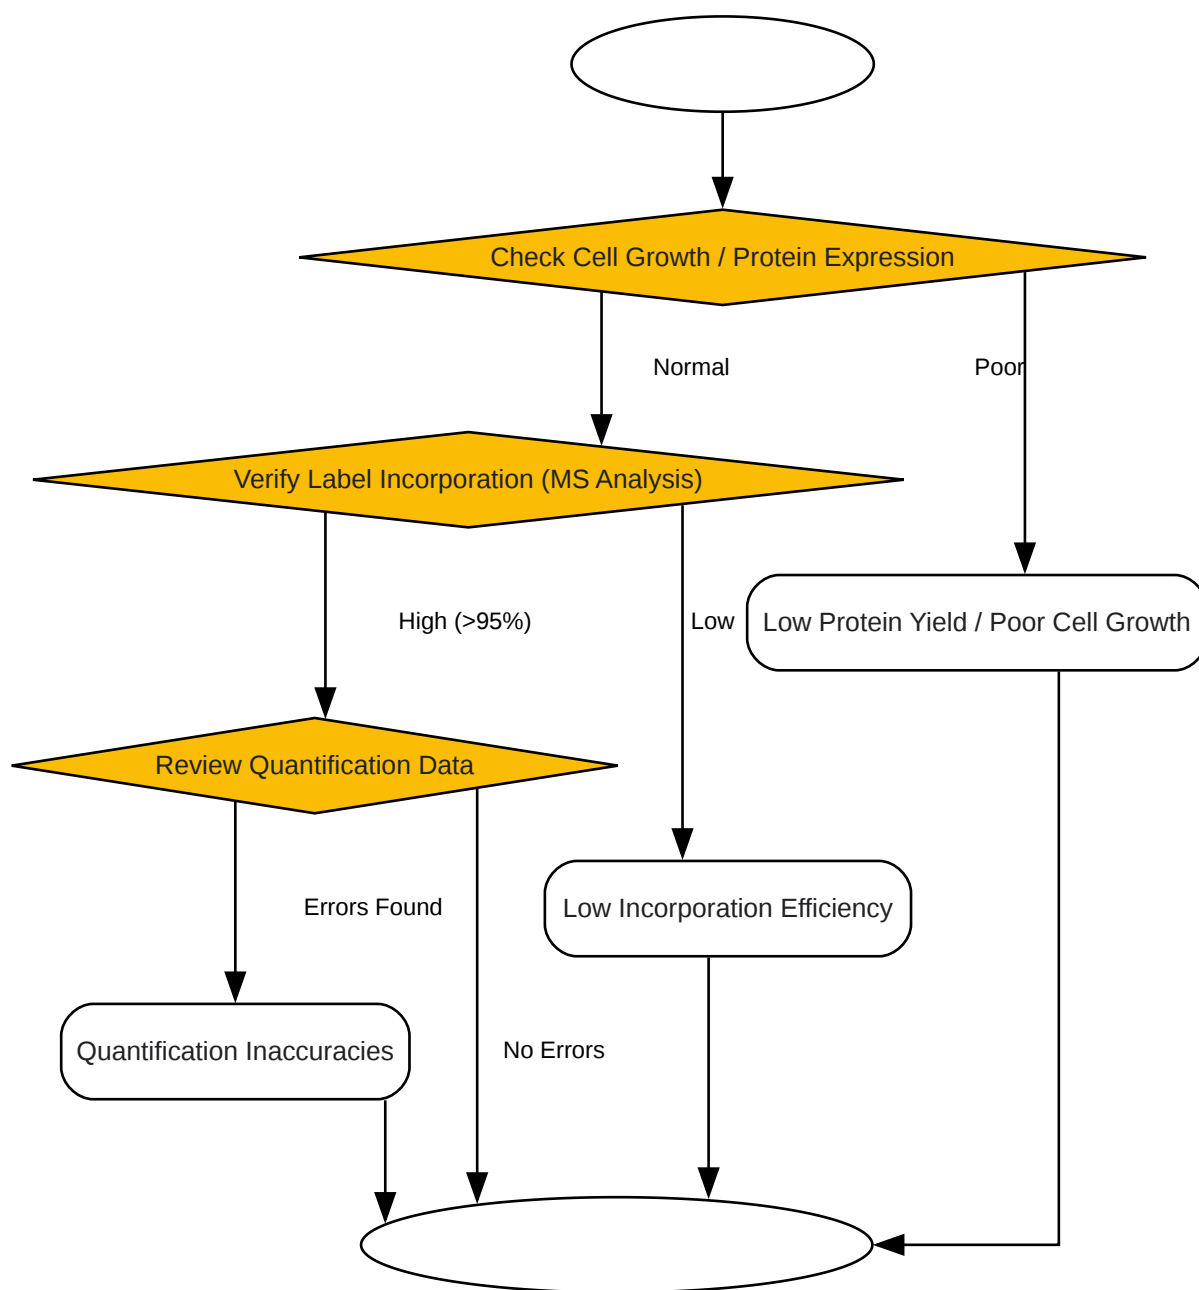 Check Cell Growth / Protein Expression
Normal
Poor
Verify Label Incorporation (MS Analysis)
High (>95%)
Low
Low Protein Yield / Poor Cell Growth
Review Quantification Data
Errors Found
Low Incorporation Efficiency
Quantification Inaccuracies
No Errors